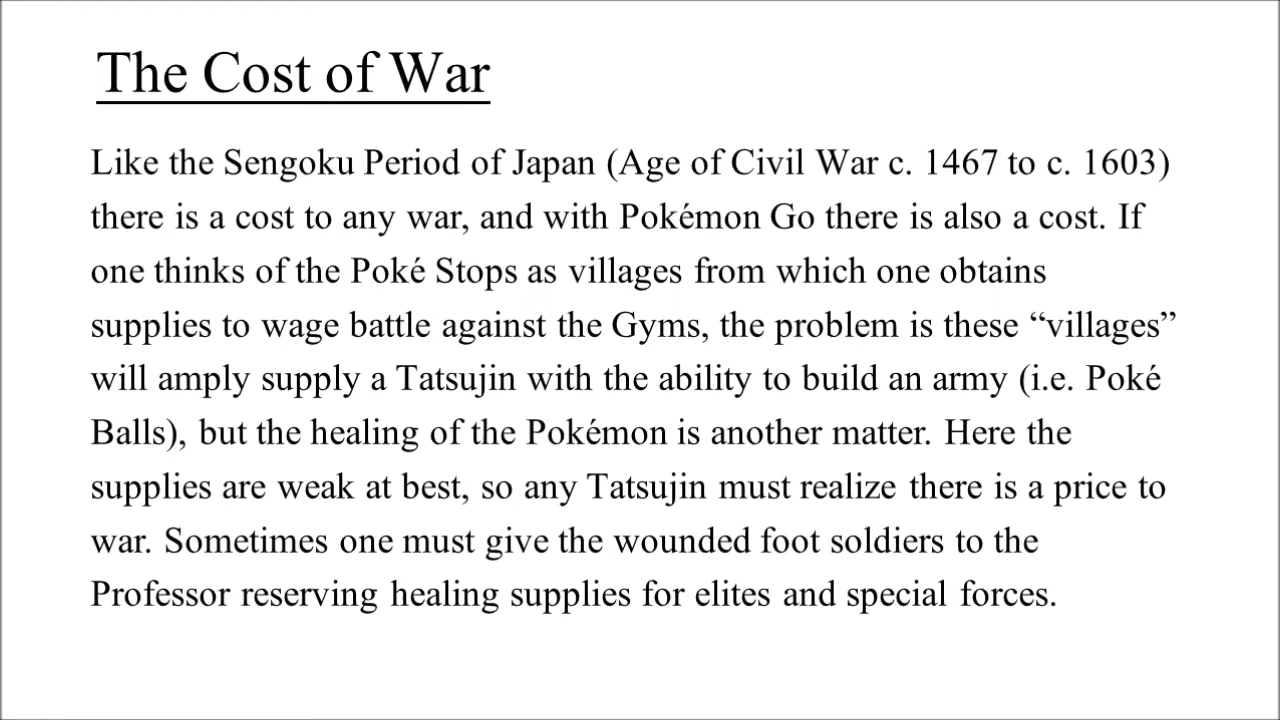 The Cost of War
Like the Sengoku Period of Japan (Age of Civil War c. 1467 to c. 1603)
there is a cost to any war, and with Pokémon Go there is also a cost. If
one thinks of the Poké Stops as villages from which one obtains
supplies to wage battle against the Gyms, the problem is these “villages”
will amply supply a Tatsujin with the ability to build an army (i.e. Poké
Balls), but the healing of the Pokémon is another matter. Here the
supplies are weak at best, so any Tatsujin must realize there is a price to
war. Sometimes one must give the wounded foot soldiers to the
Professor reserving healing supplies for elites and special forces.